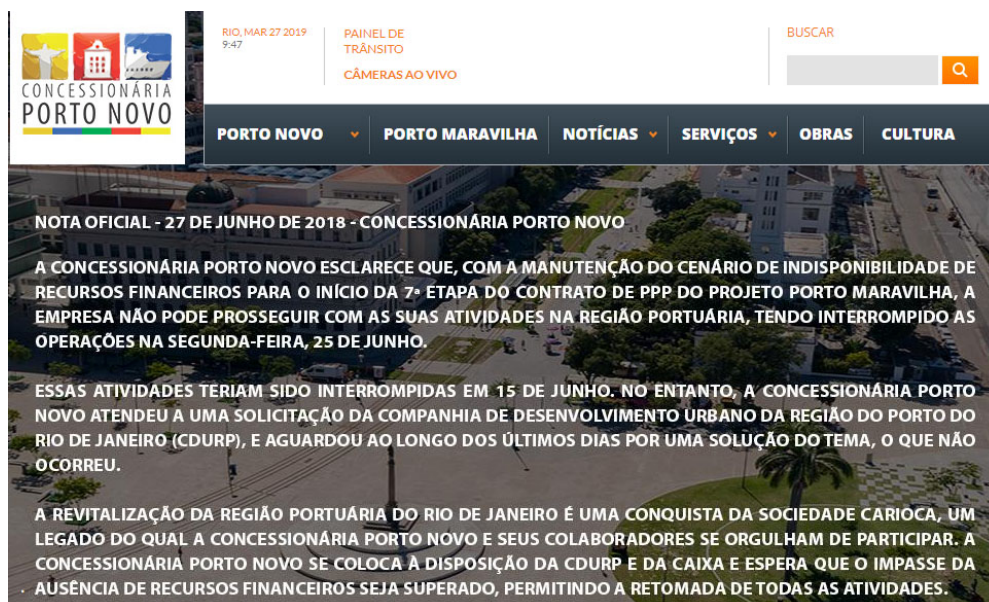 CONCESSIONÁRIA
PORTO NOVO
RIO, MAR 27 2019
9:47
PAINEL DE
TRÂNSITO
CÂMERAS AO VIVO
BUSCAR
PORTO NOVO
PORTO MARAVILHA
NOTÍCIAS
SERVIÇOS
OBRAS
CULTURA
NOTA OFICIAL - 27 DE JUNHO DE 2018 - CONCESSIONÁRIA PORTO NOVO
A CONCESSIONÁRIA PORTO NOVO ESCLARECE QUE, COM A MANUTENÇÃO DO CENÁRIO DE INDISPONIBILIDADE DE
RECURSOS FINANCEIROS PARA O INÍCIO DA 7ª ETAPA DO CONTRATO DE PPP DO PROJETO PORTO MARAVILHA, A
EMPRESA NÃO PODE PROSSEGUIR COM AS SUAS ATIVIDADES NA REGIÃO PORTUÁRIA, TENDO INTERROMPIDO AS
OPERAÇÕES NA SEGUNDA-FEIRA, 25 DE JUNHO.
ESSAS ATIVIDADES TERIAM SIDO INTERROMPIDAS EM 15 DE JUNHO. NO ENTANTO, A CONCESSIONÁRIA PORTO
NOVO ATENDEU A UMA SOLICITAÇÃO DA COMPANHIA DE DESENVOLVIMENTO URBANO DA REGIÃO DO PORTO DO
RIO DE JANEIRO (CDURP), E AGUARDOU AO LONGO DOS ÚLTIMOS DIAS POR UMA SOLUÇÃO DO TEMA, O QUE NÃO
OCORREU.
A REVITALIZAÇÃO DA REGIÃO PORTUÁRIA DO RIO DE JANEIRO É UMA CONQUISTA DA SOCIEDADE CARIOCA, UM
LEGADO DO QUAL A CONCESSIONÁRIA PORTO NOVO E SEUS COLABORADORES SE ORGULHAM DE PARTICIPAR. A
CONCESSIONÁRIA PORTO NOVO SE COLOCA À DISPOSIÇÃO DA CDURP E DA CAIXA E ESPERA QUE O IMPASSE DA
AUSÊNCIA DE RECURSOS FINANCEIROS SEJA SUPERADO, PERMITINDO A RETOMADA DE TODAS AS ATIVIDADES.